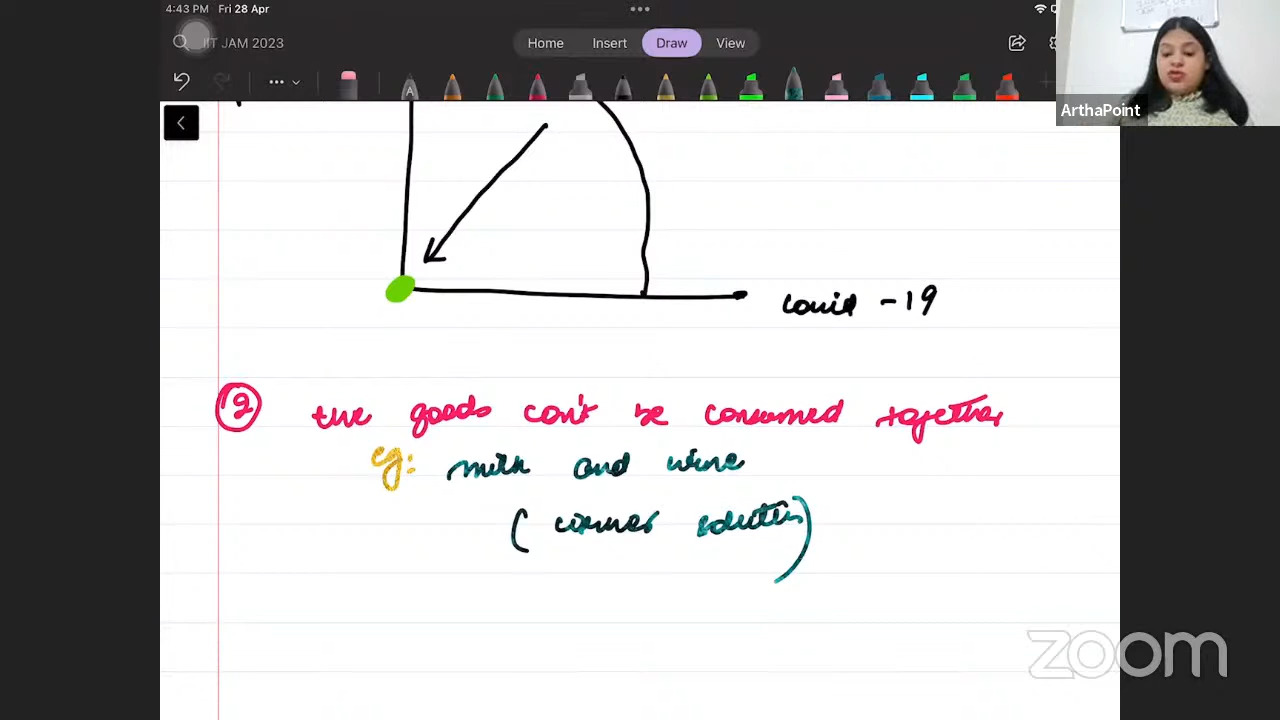 4:43 PM Fri 28 Apr
IIT JAM 2023
Home Insert Draw View
A
ArthaPoint
covid -19
② the goods can't be consumed together
eg: milk and wine
(corner solution)
zoom